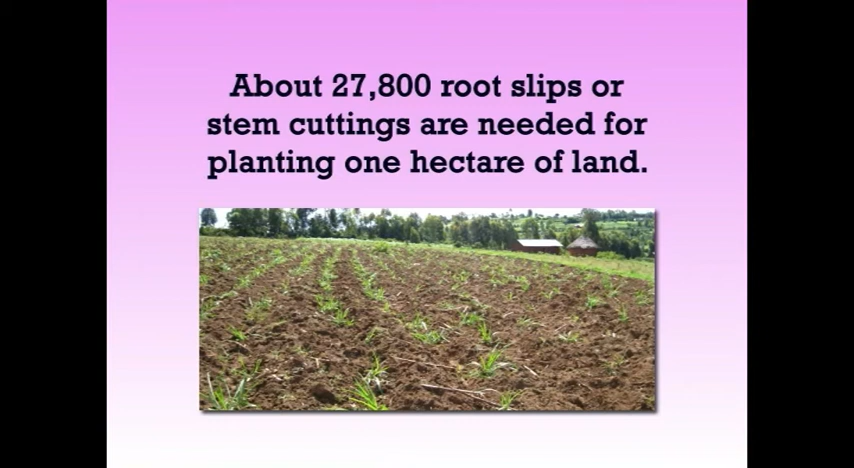 About 27,800 root slips or
stem cuttings are needed for
planting one hectare of land.